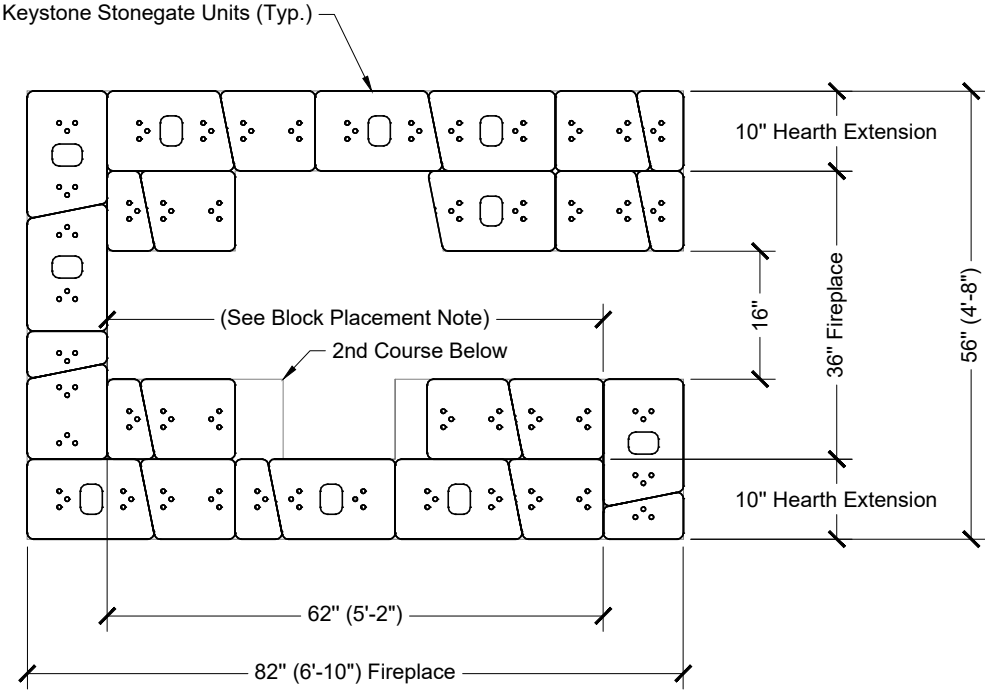 Keystone Stonegate Units (Typ.)
10" Hearth Extension
(See Block Placement Note)
2nd Course Below
16"
36" Fireplace
56" (4'-8")
10" Hearth Extension
62" (5'-2")
82" (6'-10") Fireplace